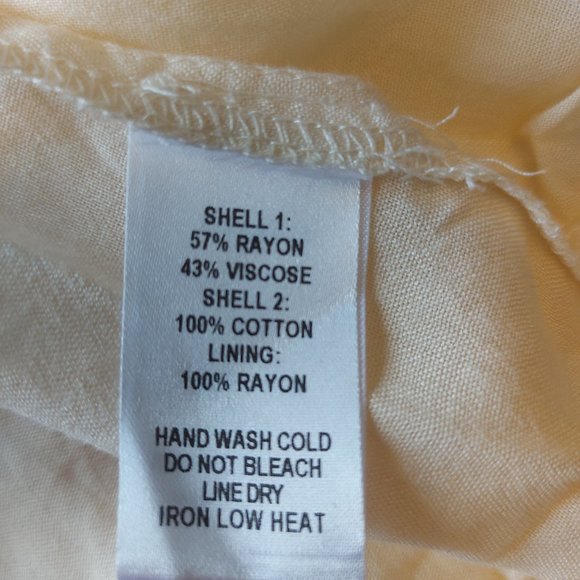 SHELL 1:
57% RAYON
43% VISCOSE
SHELL 2:
100% COTTON
LINING:
100% RAYON
HAND WASH COLD
DO NOT BLEACH
LINE DRY
IRON LOW HEAT